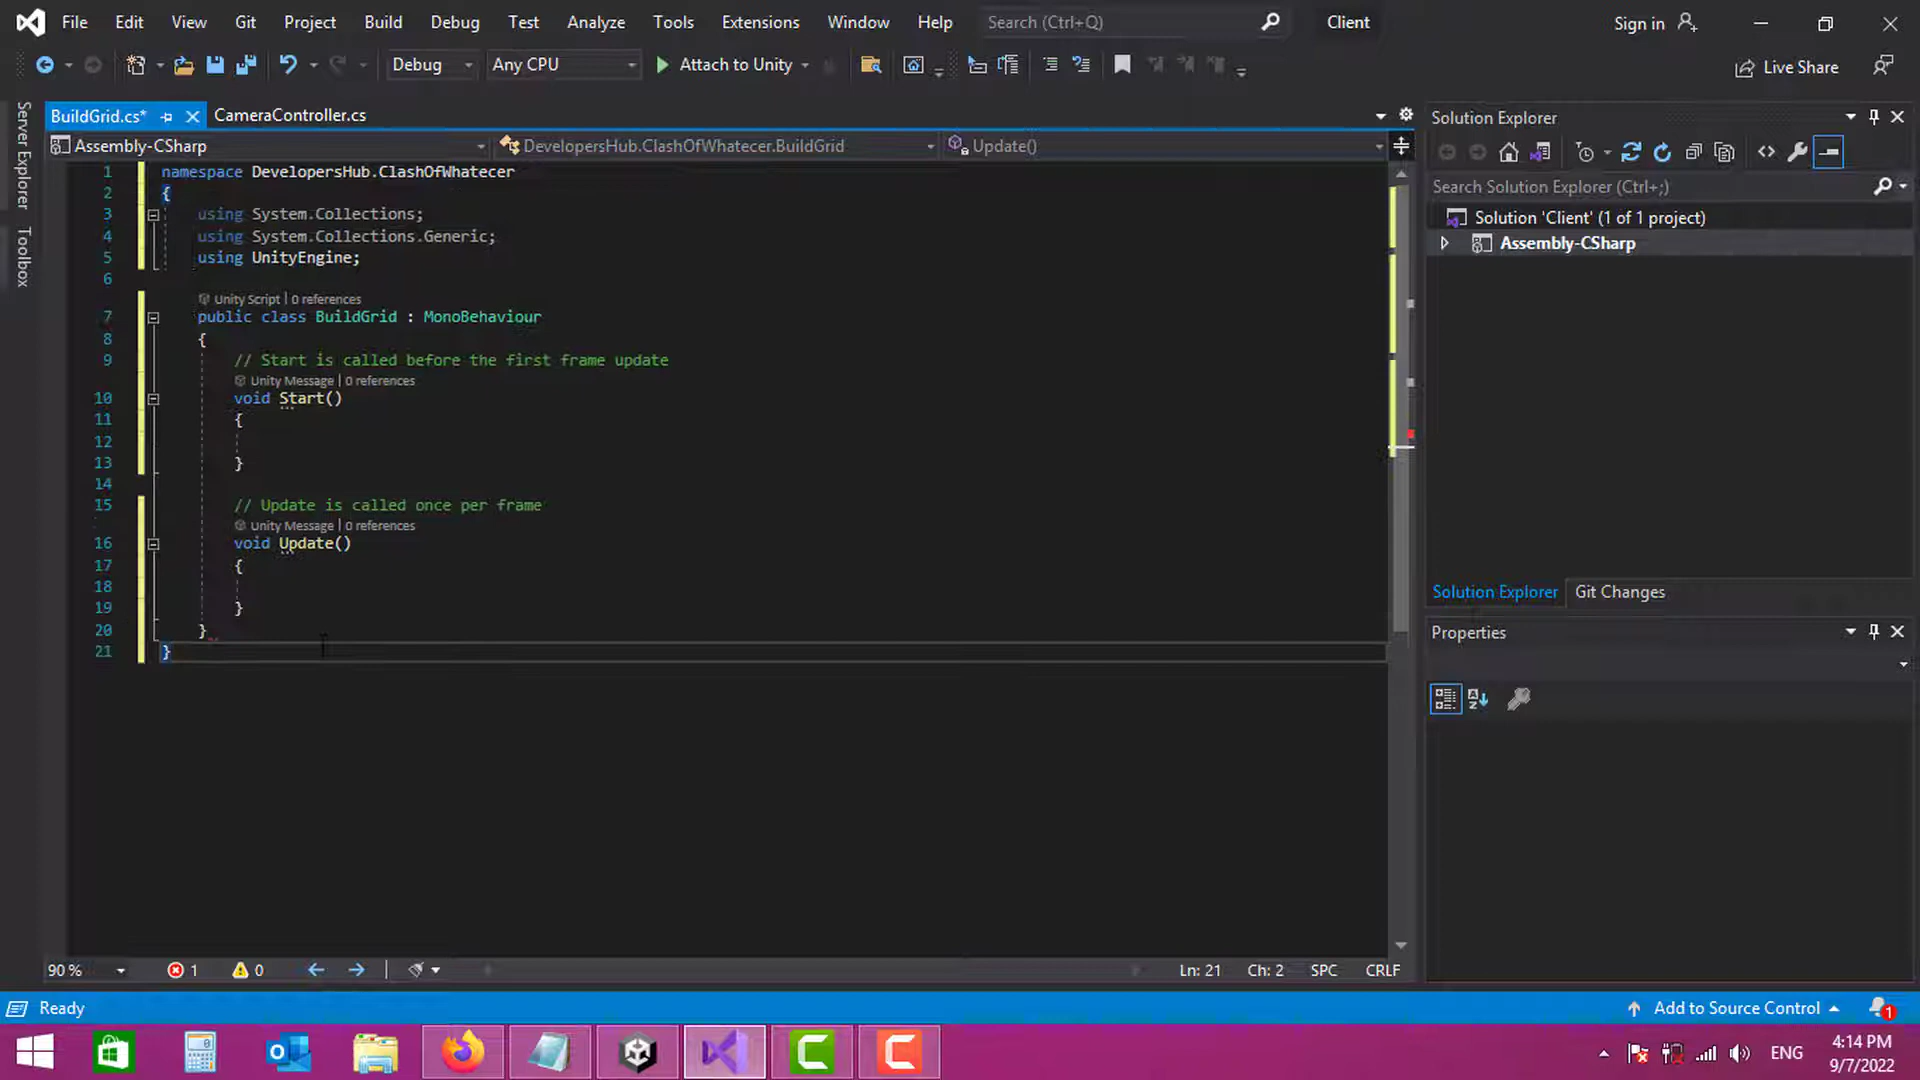 File Edit View Git Project Build Debug Test Analyze Tools Extensions Window Help Search (Ctrl+Q) Client Sign in
Debug Any CPU Attach to Unity Live Share
Server Explorer
Toolbox
BuildGrid.cs* CameraController.cs
Assembly-CSharp DevelopersHub.ClashOfWhatecer.BuildGrid Update()
1 namespace DevelopersHub.ClashOfWhatecer
2 {
3 using System.Collections;
4 using System.Collections.Generic;
5 using UnityEngine;
6
Unity Script | 0 references
7 public class BuildGrid : MonoBehaviour
8 {
9 // Start is called before the first frame update
Unity Message | 0 references
10 void Start()
11 {
12
13 }
14
15 // Update is called once per frame
Unity Message | 0 references
16 void Update()
17 {
18
19 }
20 }
21 }
90 % 1 0 Ln: 21 Ch: 2 SPC CRLF
Solution Explorer
Search Solution Explorer (Ctrl+;)
Solution 'Client' (1 of 1 project)
Assembly-CSharp
Solution Explorer Git Changes
Properties
Ready Add to Source Control 1
ENG 4:14 PM
9/7/2022